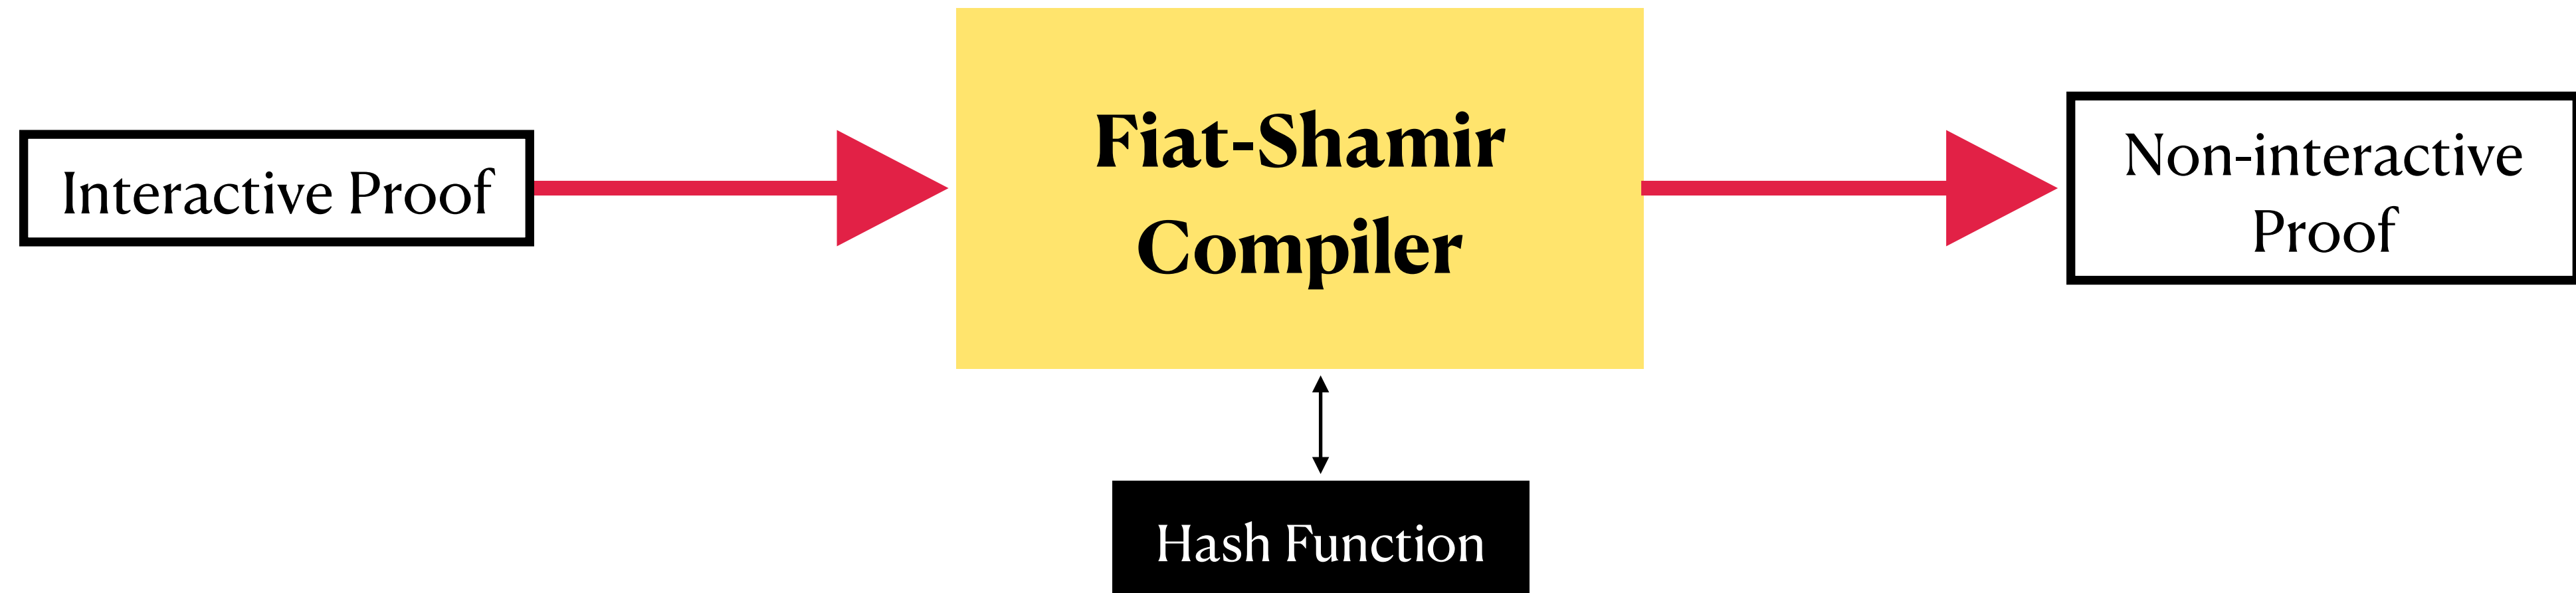 Interactive Proof
Fiat-Shamir
Compiler
Non-interactive
Proof
Hash Function